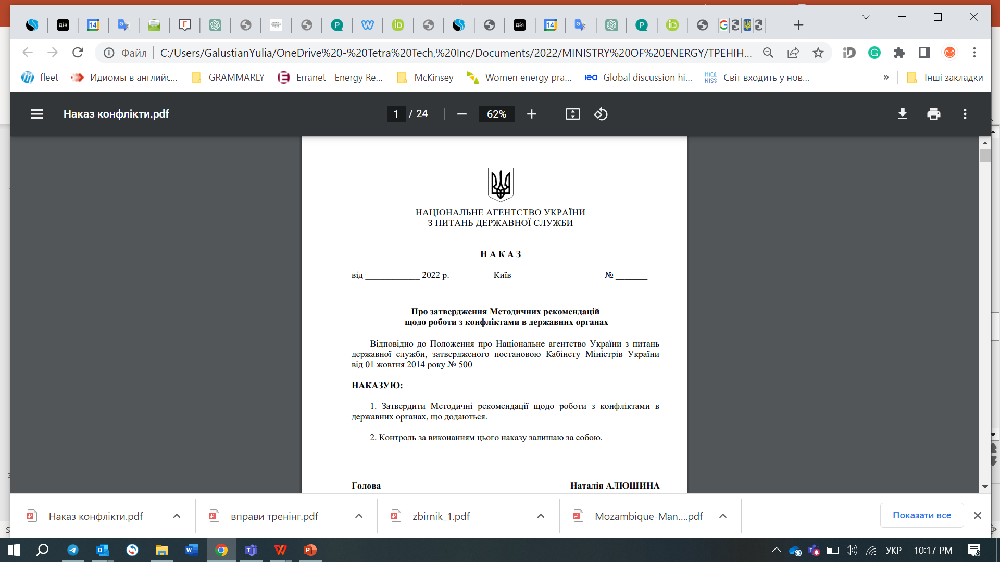 Файл
C:/Users/GalustianYulia/OneDrive%20-%20Tetra%20Tech,%20Inc/Documents/2022/MINISTRY%20OF%20ENERGY/ТРЕНІН...
fleet
Идиомы в английс...
GRAMMARLY
Erranet - Energy Re...
McKinsey
Women energy pra...
iea
Global discussion hi...
Світ входить у нов...
»
Інші закладки
Наказ конфлікти.pdf
1 / 24
62%
НАЦІОНАЛЬНЕ АГЕНТСТВО УКРАЇНИ
З ПИТАНЬ ДЕРЖАВНОЇ СЛУЖБИ
Н А К А З
від ____________ 2022 р. Київ № _______
Про затвердження Методичних рекомендацій
щодо роботи з конфліктами в державних органах
Відповідно до Положення про Національне агентство України з питань
державної служби, затвердженого постановою Кабінету Міністрів України
від 01 жовтня 2014 року № 500
НАКАЗУЮ:
1. Затвердити Методичні рекомендації щодо роботи з конфліктами в
державних органах, що додаються.
2. Контроль за виконанням цього наказу залишаю за собою.
Голова Наталія АЛЮШИНА
Наказ конфлікти.pdf
вправи тренінг.pdf
zbirnik_1.pdf
Mozambique-Man....pdf
Показати все
УКР
10:17 PM